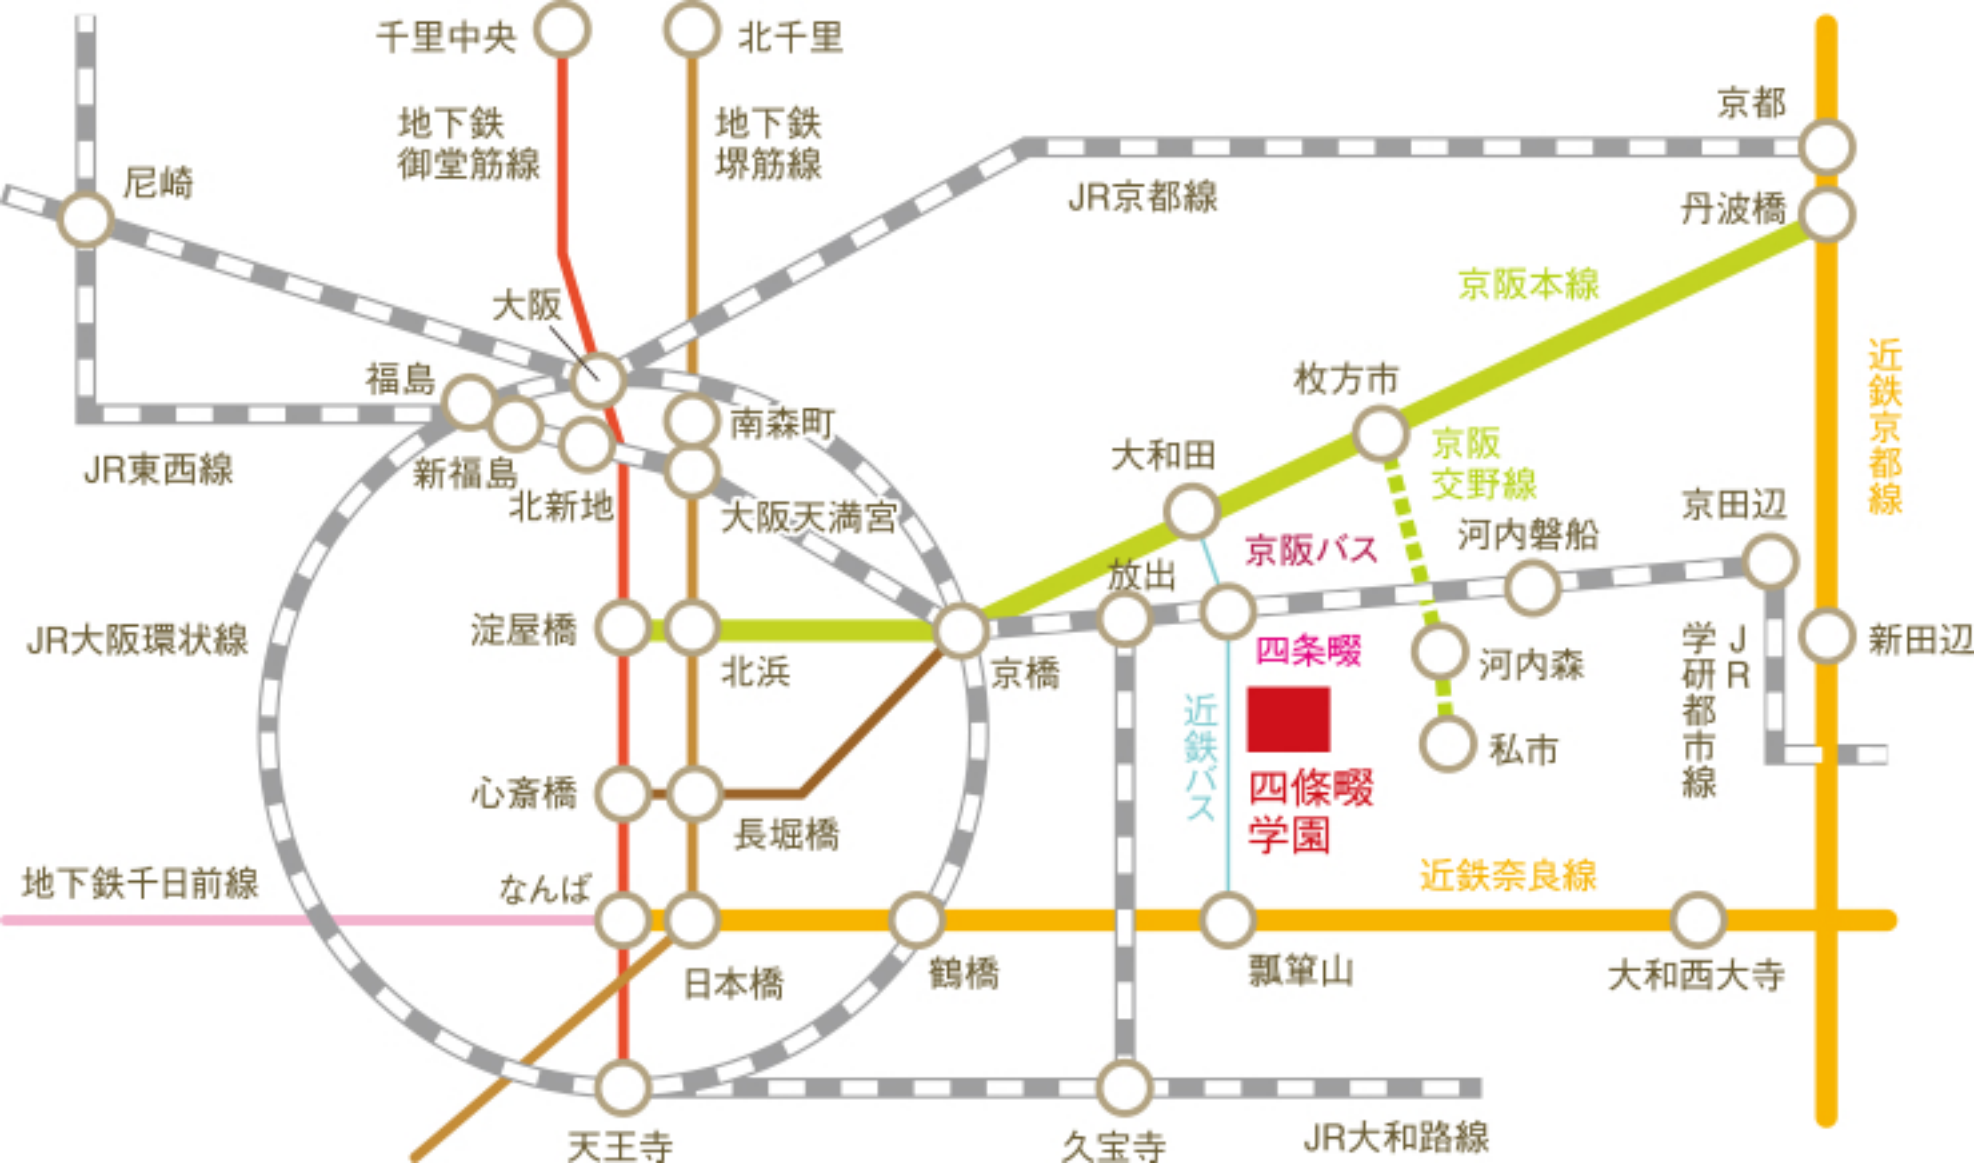 千里中央
北千里
地下鉄
御堂筋線
地下鉄
堺筋線
京都
尼崎
JR京都線
丹波橋
大阪
京阪本線
福島
南森町
枚方市
近鉄京都線
JR東西線
新福島
北新地
大阪天満宮
大和田
京阪
交野線
京阪バス
河内磐船
京田辺
放出
JR大阪環状線
淀屋橋
北浜
京橋
四条畷
河内森
JR
学研都市線
新田辺
近鉄バス
私市
心斎橋
長堀橋
四條畷
学園
地下鉄千日前線
なんば
近鉄奈良線
日本橋
鶴橋
瓢箪山
大和西大寺
天王寺
久宝寺
JR大和路線